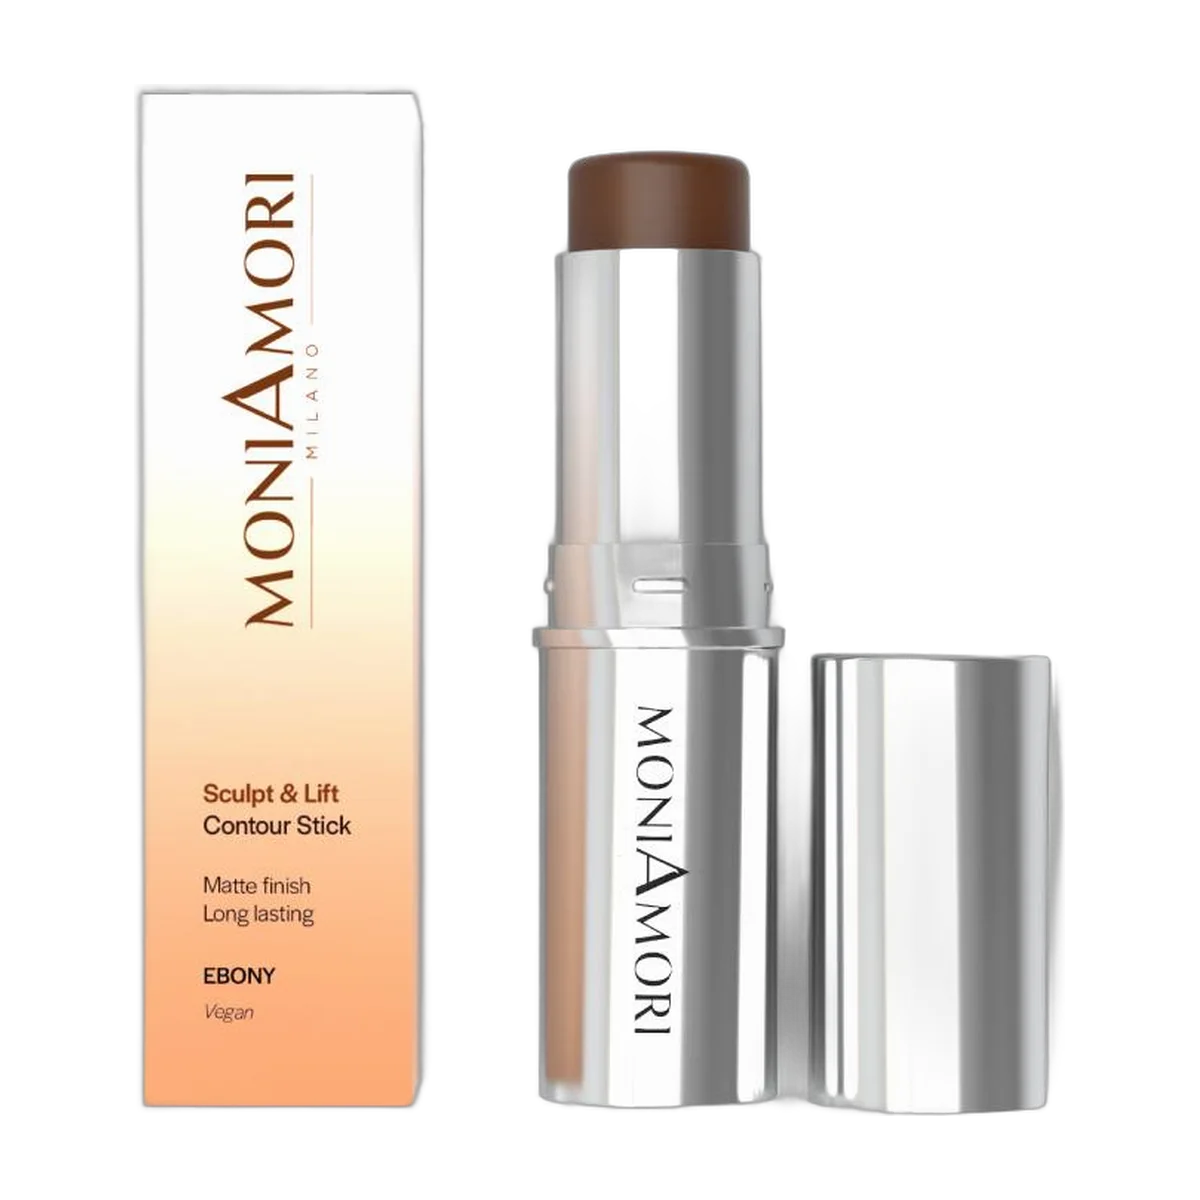 MONIAMORI
MILANO
Sculpt & Lift
Contour Stick
Matte finish
Long lasting
EBONY
Vegan
MONIAMORI